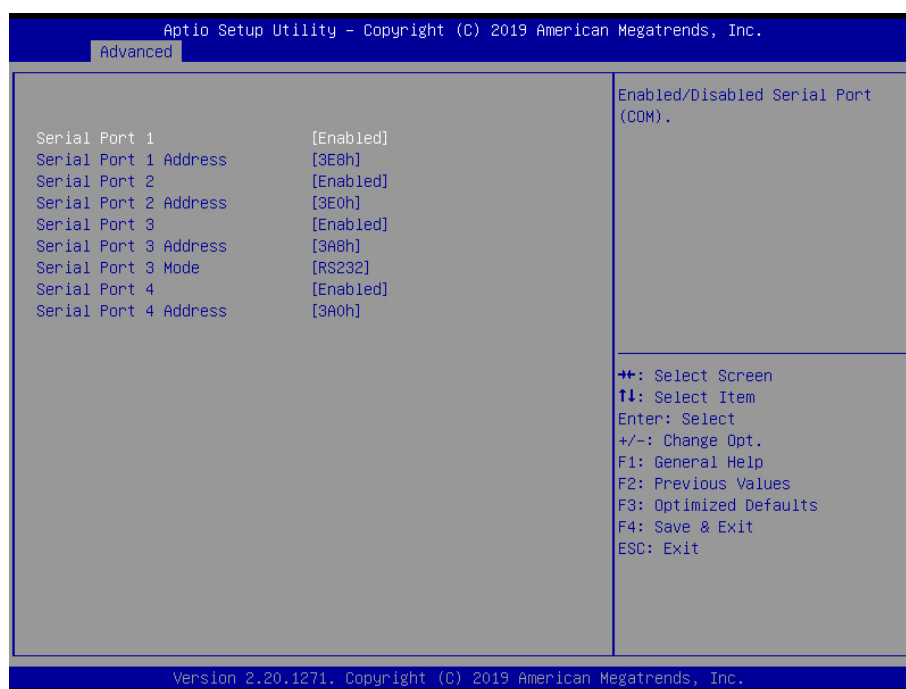 Aptio Setup Utility – Copyright (C) 2019 American Megatrends, Inc.
Advanced
Serial Port 1 [Enabled]
Serial Port 1 Address [3E8h]
Serial Port 2 [Enabled]
Serial Port 2 Address [3E0h]
Serial Port 3 [Enabled]
Serial Port 3 Address [3A8h]
Serial Port 3 Mode [RS232]
Serial Port 4 [Enabled]
Serial Port 4 Address [3A0h]
Enabled/Disabled Serial Port
(COM).
→←: Select Screen
↑↓: Select Item
Enter: Select
+/-: Change Opt.
F1: General Help
F2: Previous Values
F3: Optimized Defaults
F4: Save & Exit
ESC: Exit
Version 2.20.1271. Copyright (C) 2019 American Megatrends, Inc.